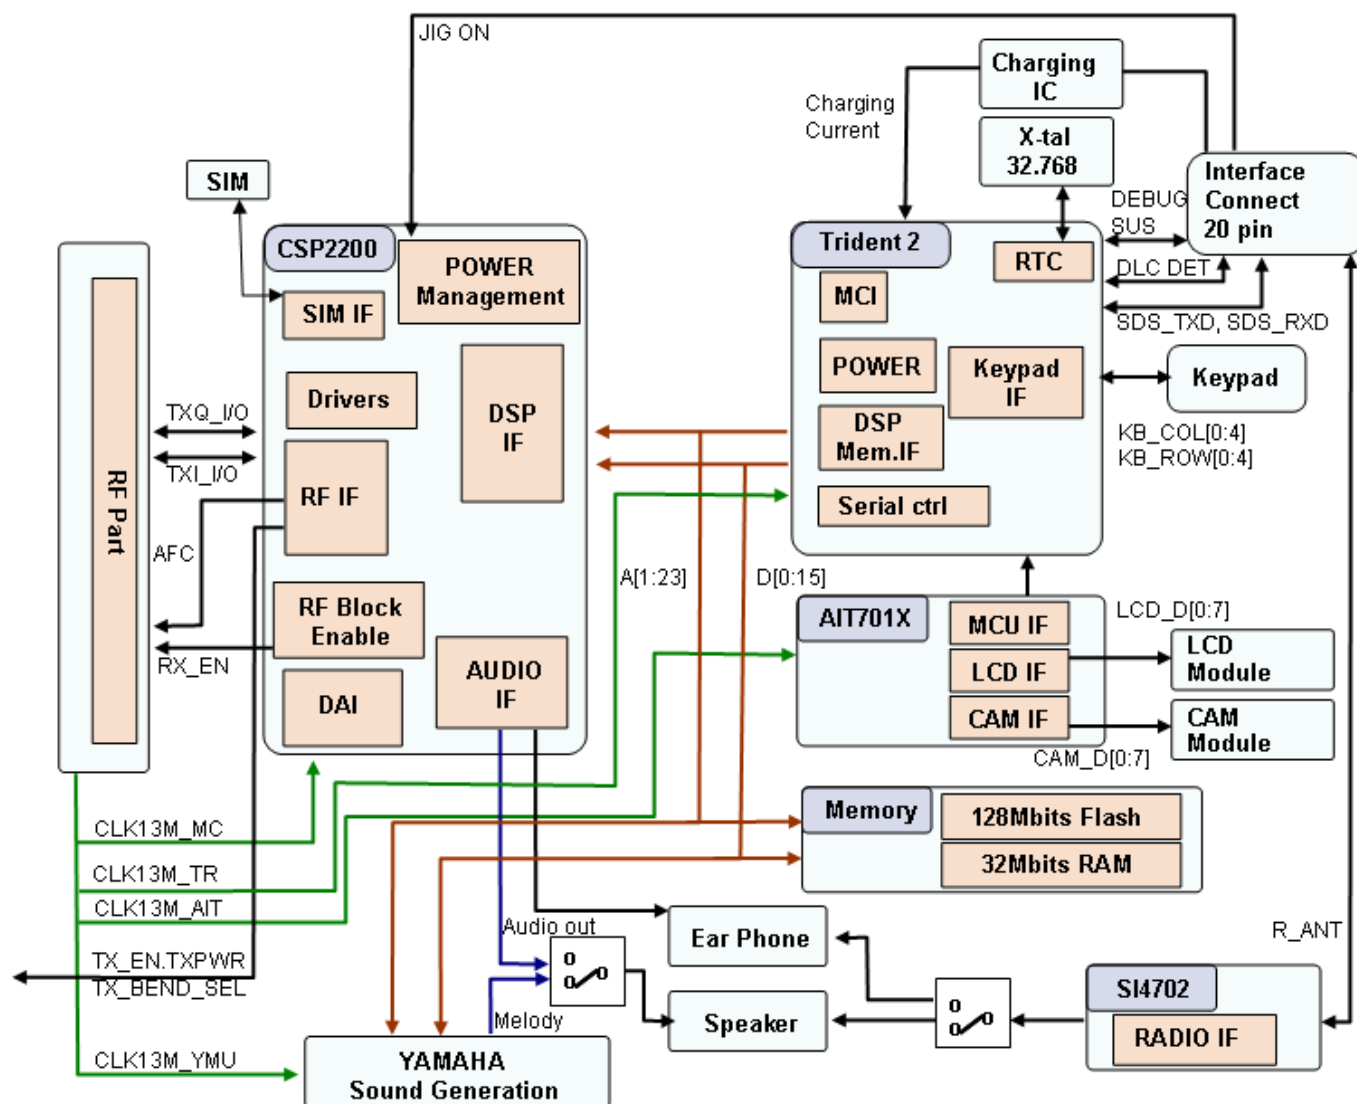 JIG ON
Charging
IC
Charging
Current
X-tal
32.768
SIM
Interface
Connect
20 pin
DEBUG
SUS
DLC DET
SDS_TXD, SDS_RXD
CSP2200
POWER
Management
SIM IF
Drivers
DSP
IF
RF IF
RF Block
Enable
AUDIO
IF
DAI
Trident 2
RTC
MCI
POWER
Keypad
IF
DSP
Mem.IF
Serial ctrl
Keypad
KB_COL[0:4]
KB_ROW[0:4]
RF Part
TXQ_I/O
TXI_I/O
AFC
RX_EN
A[1:23]
D[0:15]
AIT701X
MCU IF
LCD IF
CAM IF
LCD_D[0:7]
LCD
Module
CAM
Module
CAM_D[0:7]
Memory
128Mbits Flash
32Mbits RAM
CLK13M_MC
CLK13M_TR
CLK13M_AIT
TX_EN.TXPWR
TX_BEND_SEL
CLK13M_YMU
Audio out
Melody
Ear Phone
Speaker
R_ANT
SI4702
RADIO IF
YAMAHA
Sound Generation